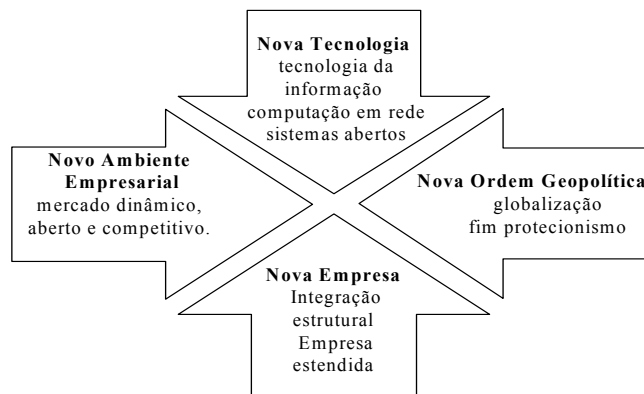 Nova Tecnologia
tecnologia da
informação
computação em rede
sistemas abertos
Novo Ambiente
Empresarial
mercado dinâmico,
aberto e competitivo.
Nova Ordem Geopolítica
globalização
fim protecionismo
Nova Empresa
Integração
estrutural
Empresa
estendida